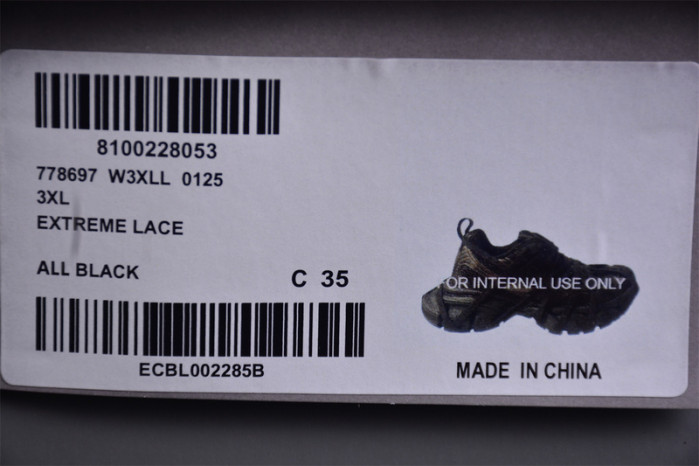 8100228053
778697 W3XLL 0125
3XL
EXTREME LACE
ALL BLACK
C 35
ECBL002285B
FOR INTERNAL USE ONLY
MADE IN CHINA